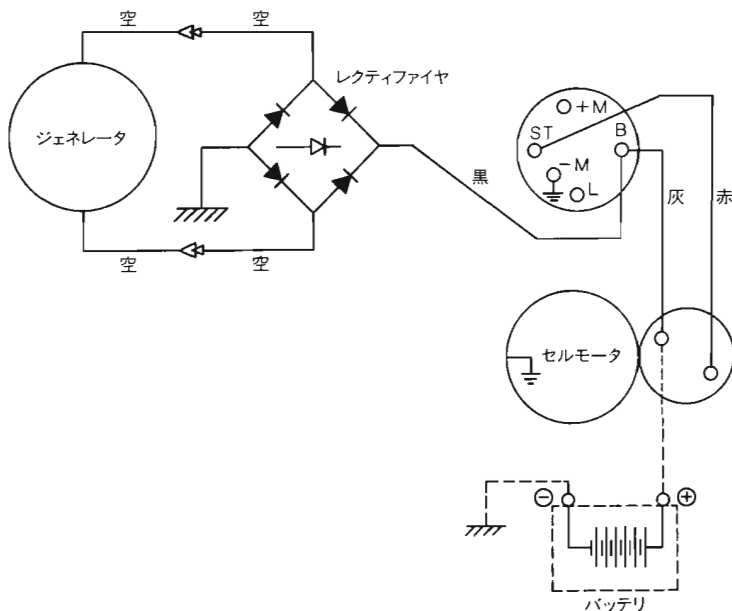 空 空
レクティファイヤ
ジェネレータ
+M
ST B
-M
L
黒
灰 赤
空 空
セルモータ
⊖ ⊕
バッテリ